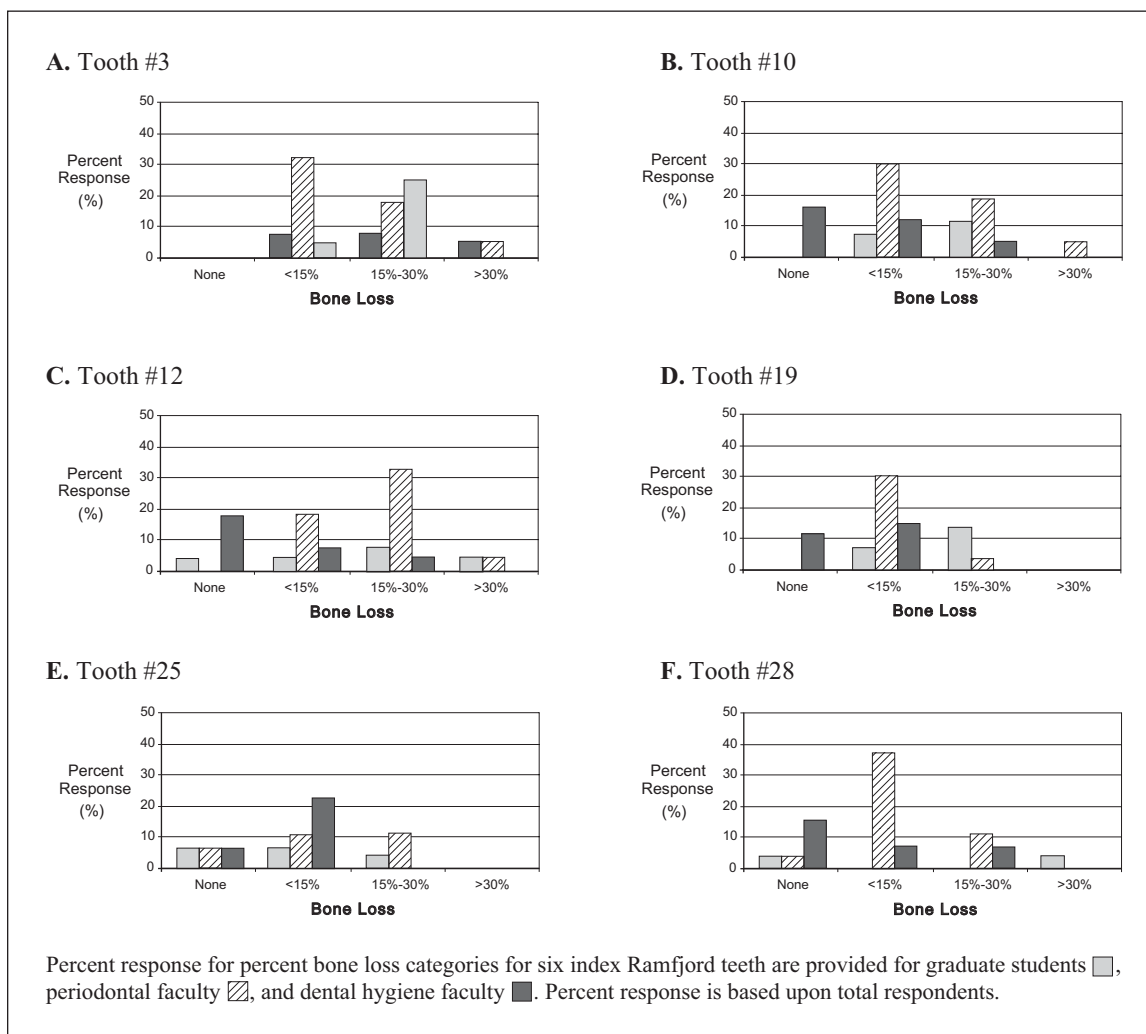 A. Tooth #3
50
40
30
20
10
0
Percent
Response
(%)
None <15% 15%-30% >30%
Bone Loss
B. Tooth #10
50
40
30
20
10
0
Percent
Response
(%)
None <15% 15%-30% >30%
Bone Loss
C. Tooth #12
50
40
30
20
10
0
Percent
Response
(%)
None <15% 15%-30% >30%
Bone Loss
D. Tooth #19
50
40
30
20
10
0
Percent
Response
(%)
None <15% 15%-30% >30%
Bone Loss
E. Tooth #25
50
40
30
20
10
0
Percent
Response
(%)
None <15% 15%-30% >30%
Bone Loss
F. Tooth #28
50
40
30
20
10
0
Percent
Response
(%)
None <15% 15%-30% >30%
Bone Loss
Percent response for percent bone loss categories for six index Ramfjord teeth are provided for graduate students ,
periodontal faculty , and dental hygiene faculty . Percent response is based upon total respondents.